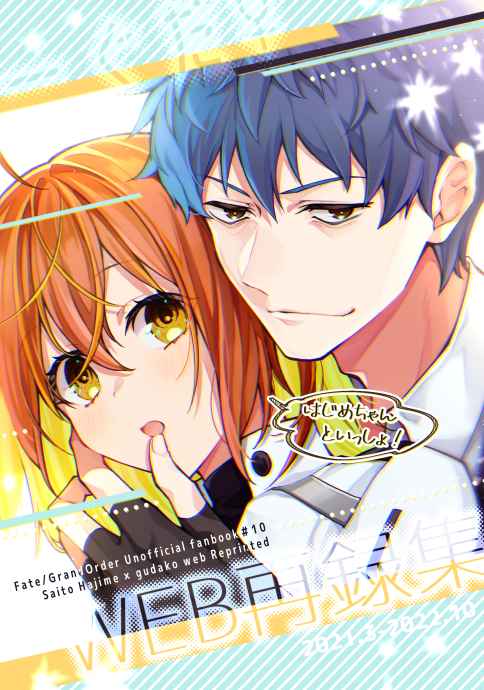 はじめちゃん
といっしょ！
Fate/Grand Order Unofficial fanbook#10
Saito Hajime x gudako web Reprinted
WEB再録集
2021.3-2022.10